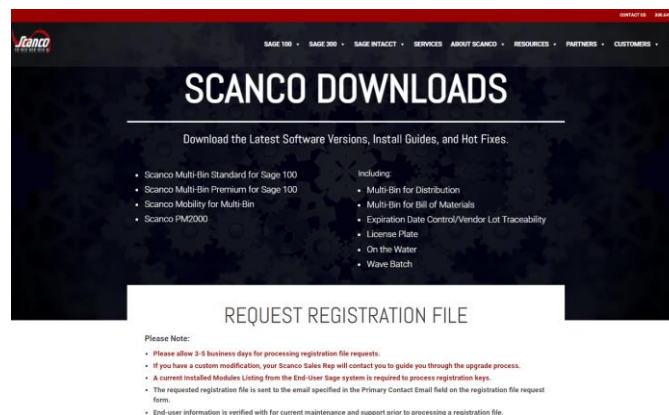 CONTACT US
Scanco
SAGE 100 SAGE 300 SAGE INTACCT SERVICES ABOUT SCANCO RESOURCES PARTNERS CUSTOMERS
SCANCO DOWNLOADS
Download the Latest Software Versions, Install Guides, and Hot Fixes.
• Scanco Multi-Bin Standard for Sage 100
• Scanco Multi-Bin Premium for Sage 100
• Scanco Mobility for Multi-Bin
• Scanco PM2000
Including:
• Multi-Bin for Distribution
• Multi-Bin for Bill of Materials
• Expiration Date Control/Vendor Lot Traceability
• License Plate
• On the Water
• Wave Batch
REQUEST REGISTRATION FILE
Please Note:
• Please allow 3-5 business days for processing registration file requests.
• If you have a custom modification, your Scanco Sales Rep will contact you to guide you through the upgrade process.
• A current Installed Modules Listing from the End-User Sage system is required to process registration keys.
• The requested registration file is sent to the email specified in the Primary Contact Email field on the registration file request
form.
• End-user information is verified with for current maintenance and support prior to processing a registration file.